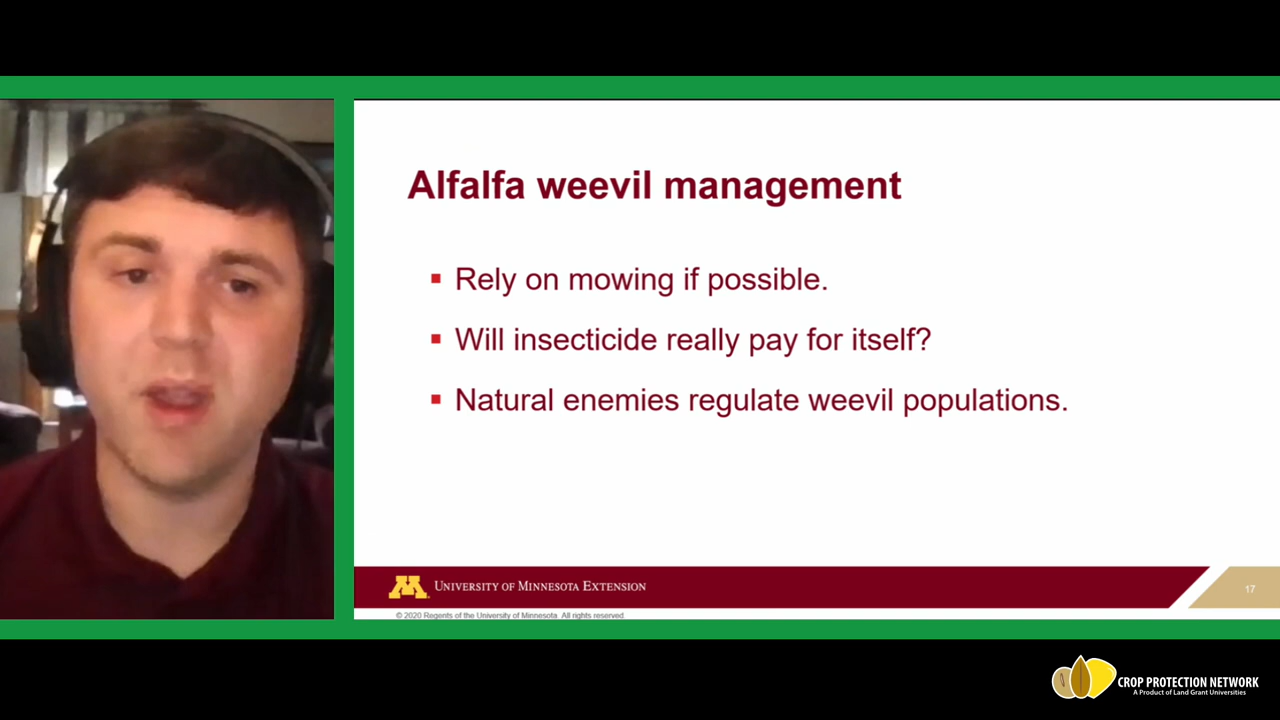 Alfalfa weevil management
▪ Rely on mowing if possible.
▪ Will insecticide really pay for itself?
▪ Natural enemies regulate weevil populations.
UNIVERSITY OF MINNESOTA EXTENSION
17
© 2020 Regents of the University of Minnesota All rights reserved.
CROP PROTECTION NETWORK
A Product of Land Grant Universities